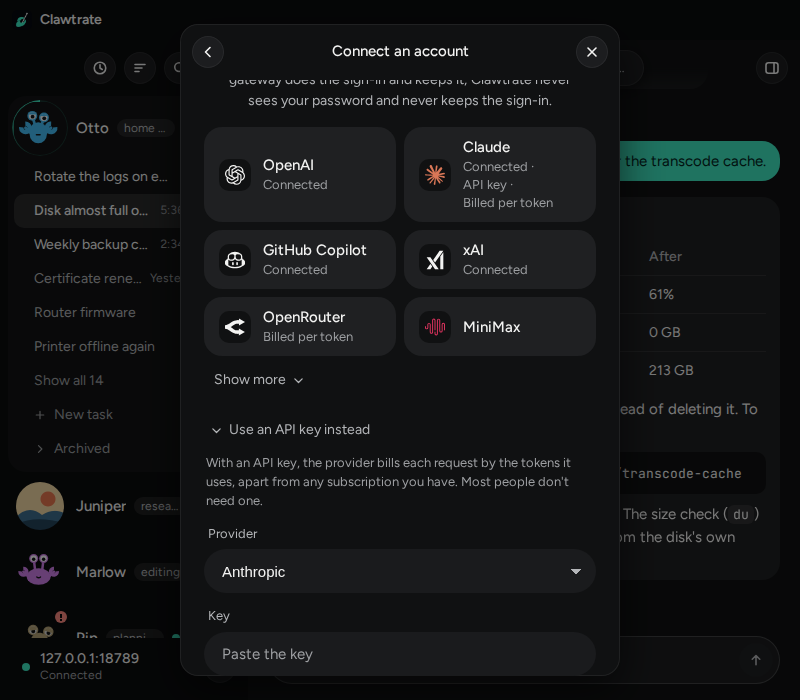 Clawtrate
Connect an account
gateway does the sign-in and keeps it, Clawtrate never
sees your password and never keeps the sign-in.
OpenAI
Connected
Claude
Connected ·
API key ·
Billed per token
GitHub Copilot
Connected
xAI
Connected
OpenRouter
Billed per token
MiniMax
Show more
Use an API key instead
With an API key, the provider bills each request by the tokens it
uses, apart from any subscription you have. Most people don't
need one.
Provider
Anthropic
Key
Paste the key
Otto
home ...
Rotate the logs on e...
Disk almost full o...
Weekly backup c...
Certificate rene...
Router firmware
Printer offline again
Show all 14
+ New task
Archived
Juniper
resea...
Marlow
editing
127.0.0.1:18789
Connected
the transcode cache.
After
61%
0 GB
213 GB
ead of deleting it. To
/transcode-cache
The size check ( du )
om the disk's own